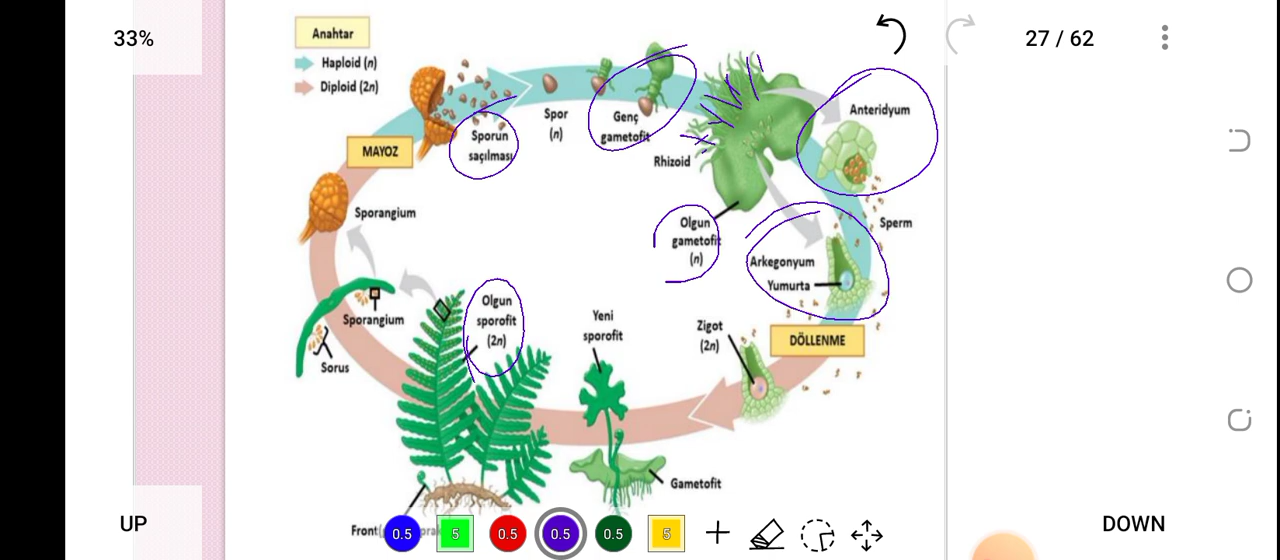 33%
27 / 62
Anahtar
Haploid (n)
Diploid (2n)
MAYOZ
Sporun
saçılması
Spor
(n)
Genç
gametofit
Rhizoid
Anteridyum
Sperm
Olgun
gametofit
(n)
Arkegonyum
Yumurta
Sporangium
Sporangium
Sorus
Olgun
sporofit
(2n)
Yeni
sporofit
Zigot
(2n)
DÖLLENME
Gametofit
Front
UP
0.5
5
0.5
0.5
0.5
5
DOWN